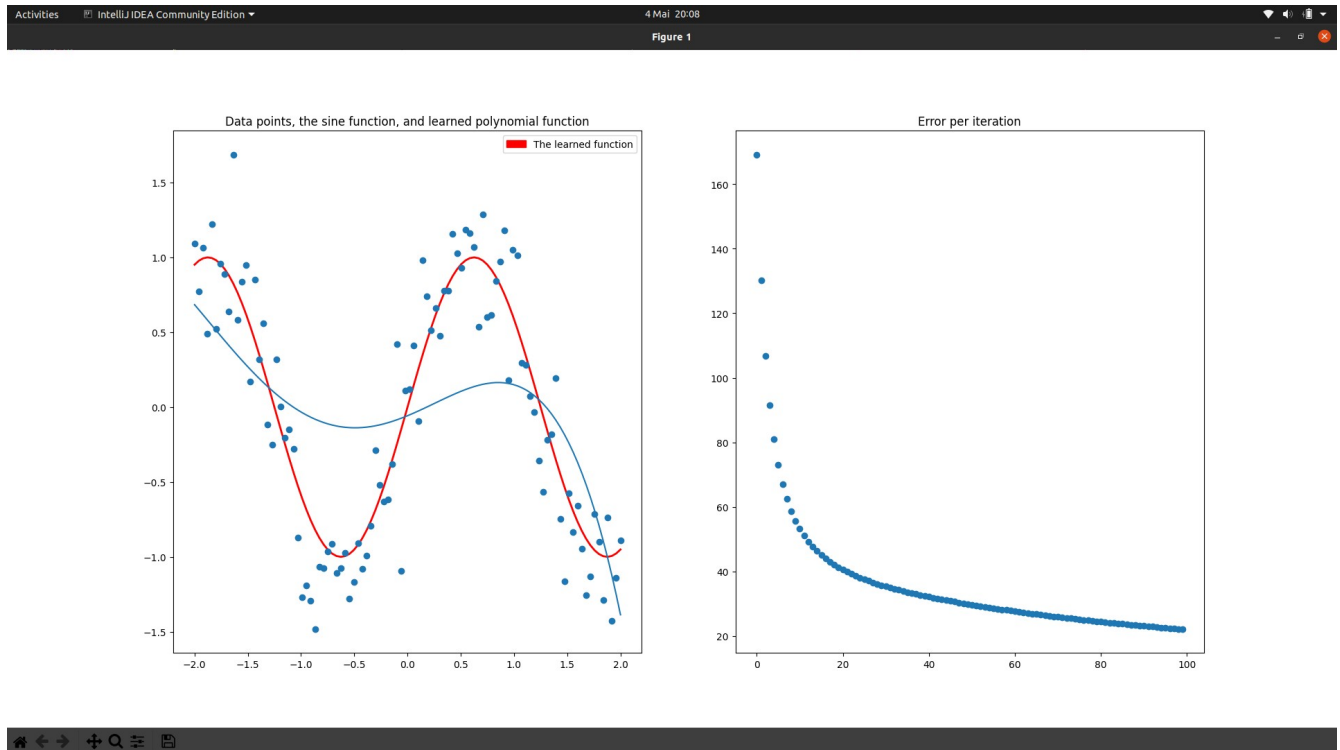 Activities IntelliJ IDEA Community Edition 4 Mai 20:08
Figure 1
Data points, the sine function, and learned polynomial function
The learned function
1.5
1.0
0.5
0.0
−0.5
−1.0
−1.5
−2.0 −1.5 −1.0 −0.5 0.0 0.5 1.0 1.5 2.0
Error per iteration
160
140
120
100
80
60
40
20
0 20 40 60 80 100